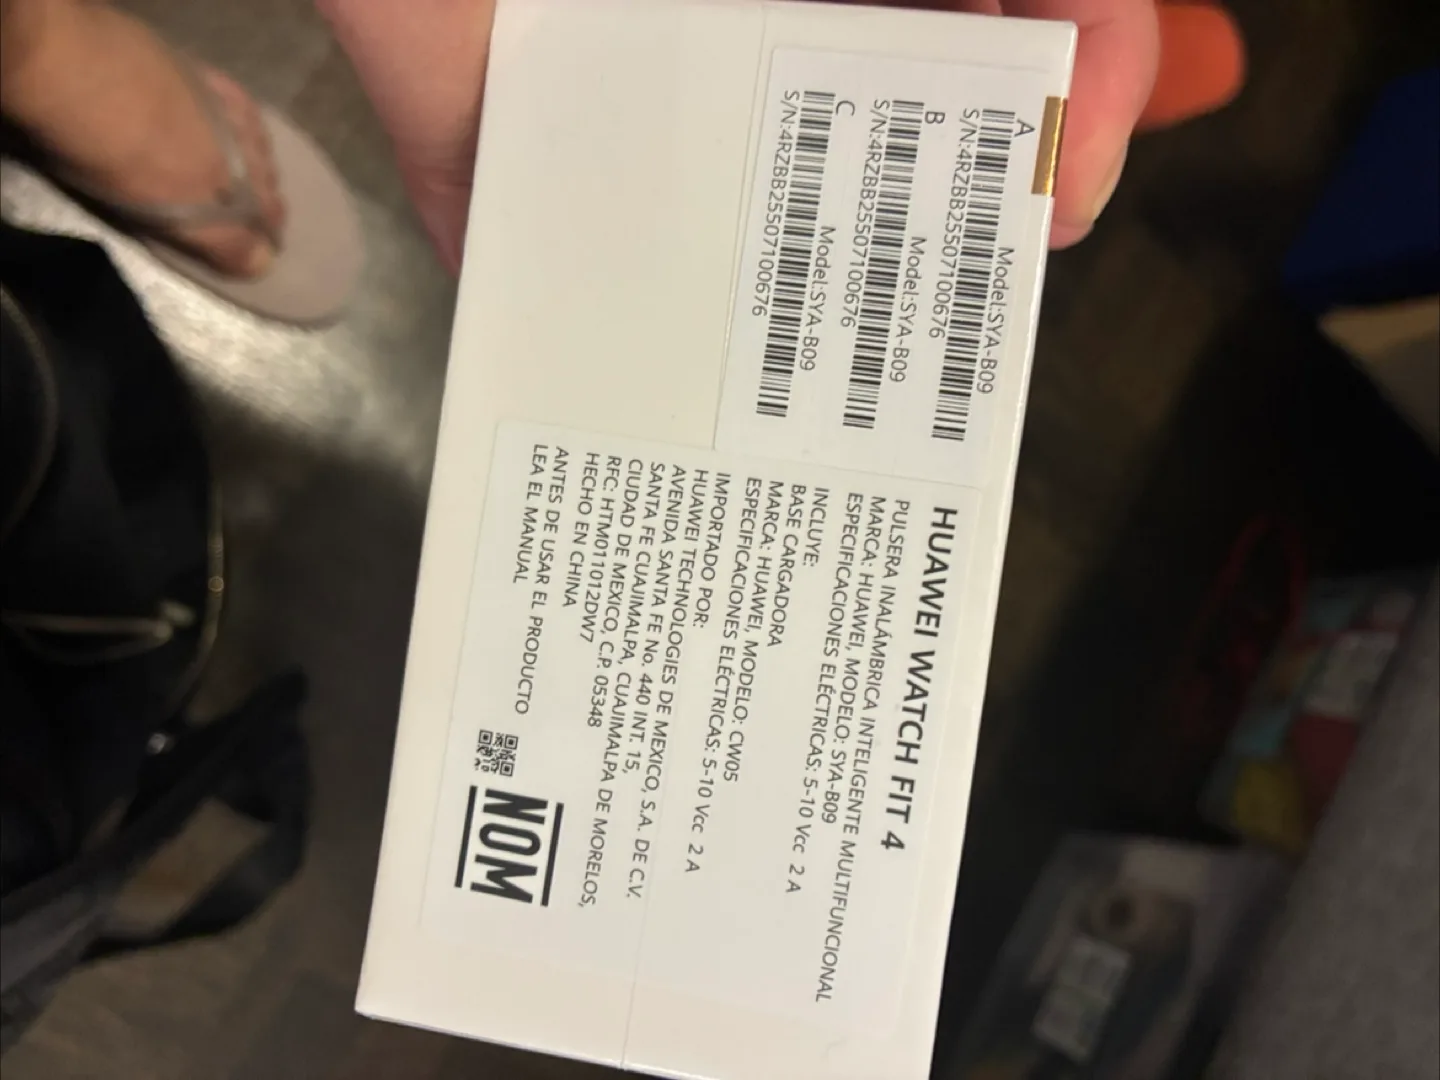 A
Model:SYA-B09
S/N:4RZBB25507100676
B
Model:SYA-B09
S/N:4RZBB25507100676
C
Model:SYA-B09
S/N:4RZBB25507100676
HUAWEI WATCH FIT 4
PULSERA INALÁMBRICA INTELIGENTE MULTIFUNCIONAL
MARCA: HUAWEI, MODELO: SYA-B09
ESPECIFICACIONES ELÉCTRICAS: 5-10 Vcc 2 A
INCLUYE:
BASE CARGADORA
MARCA: HUAWEI, MODELO: CW05
ESPECIFICACIONES ELÉCTRICAS: 5-10 Vcc 2 A
IMPORTADO POR:
HUAWEI TECHNOLOGIES DE MEXICO, S.A. DE C.V.
AVENIDA SANTA FE No. 440 INT. 15,
SANTA FE CUAJIMALPA, CUAJIMALPA DE MORELOS,
CIUDAD DE MEXICO, C.P. 05348
RFC: HTM011012DW7
HECHO EN CHINA
ANTES DE USAR EL PRODUCTO
LEA EL MANUAL
NOM